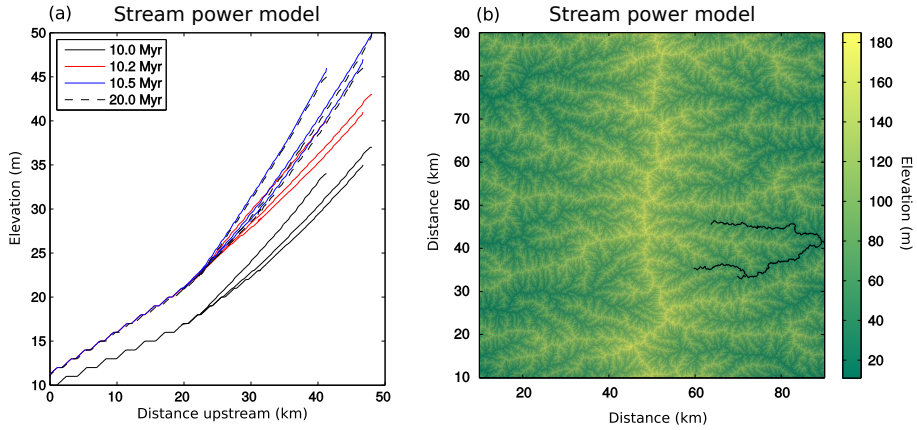 (a)
Stream power model
10.0 Myr
10.2 Myr
10.5 Myr
20.0 Myr
50
45
40
35
30
25
20
15
10
Elevation (m)
0
10
20
30
40
50
Distance upstream (km)
(b)
Stream power model
90
80
70
60
50
40
30
20
10
Distance (km)
20
40
60
80
Distance (km)
180
160
140
120
100
80
60
40
20
Elevation (m)